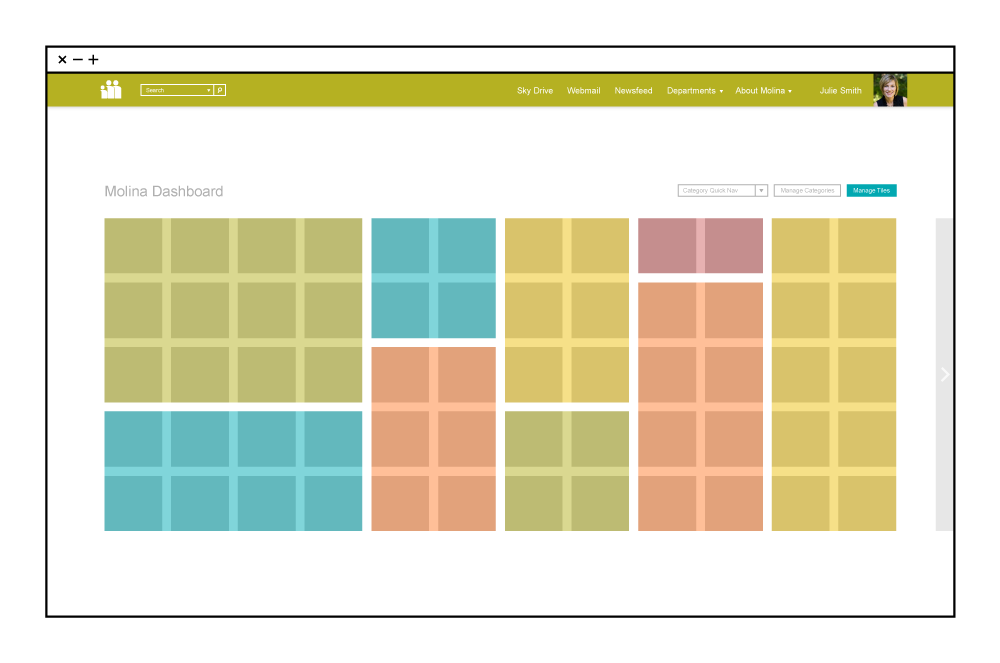 Search
Sky Drive Webmail Newsfeed Departments About Molina Julie Smith
Molina Dashboard
Category Quick Nav Manage Categories Manage Tiles